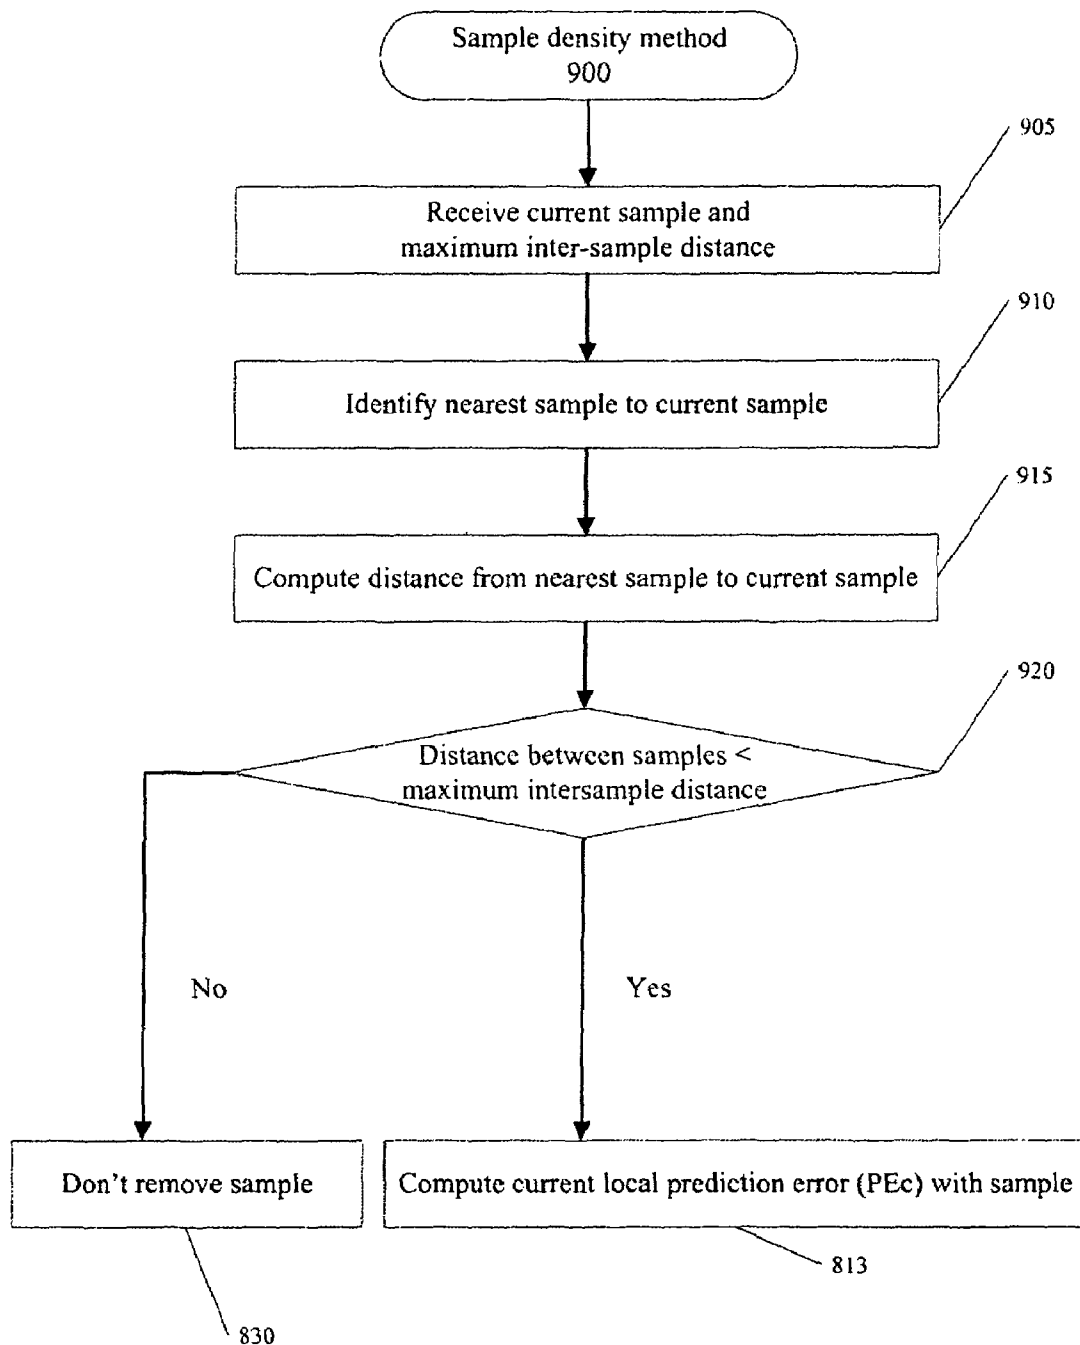 Sample density method
900
905
Receive current sample and
maximum inter-sample distance
910
Identify nearest sample to current sample
915
Compute distance from nearest sample to current sample
920
Distance between samples <
maximum intersample distance
No
Yes
Don't remove sample
Compute current local prediction error (PEc) with sample
813
830